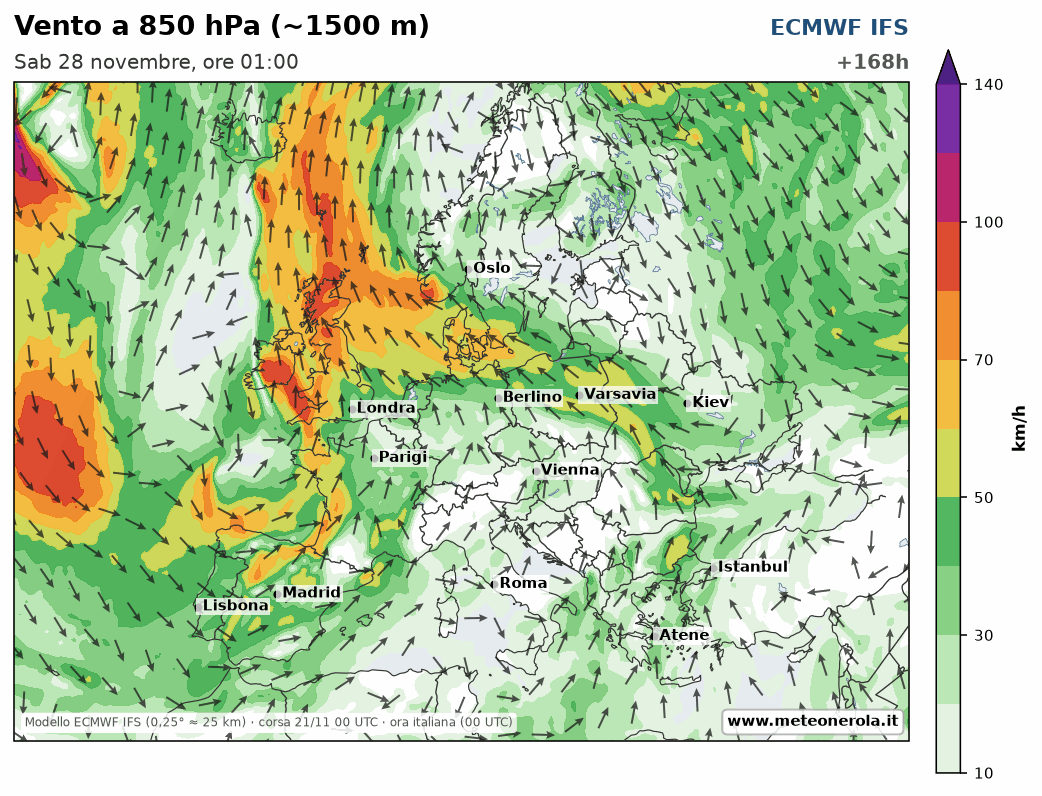 Vento a 850 hPa (~1500 m)
ECMWF IFS
Sab 28 novembre, ore 01:00
+168h
140
100
70
50
30
10
km/h
Oslo
Berlino
Varsavia
Kiev
Londra
Parigi
Vienna
Istanbul
Roma
Madrid
Lisbona
Atene
Modello ECMWF IFS (0,25° ≈ 25 km) · corsa 21/11 00 UTC · ora italiana (00 UTC)
www.meteonerola.it